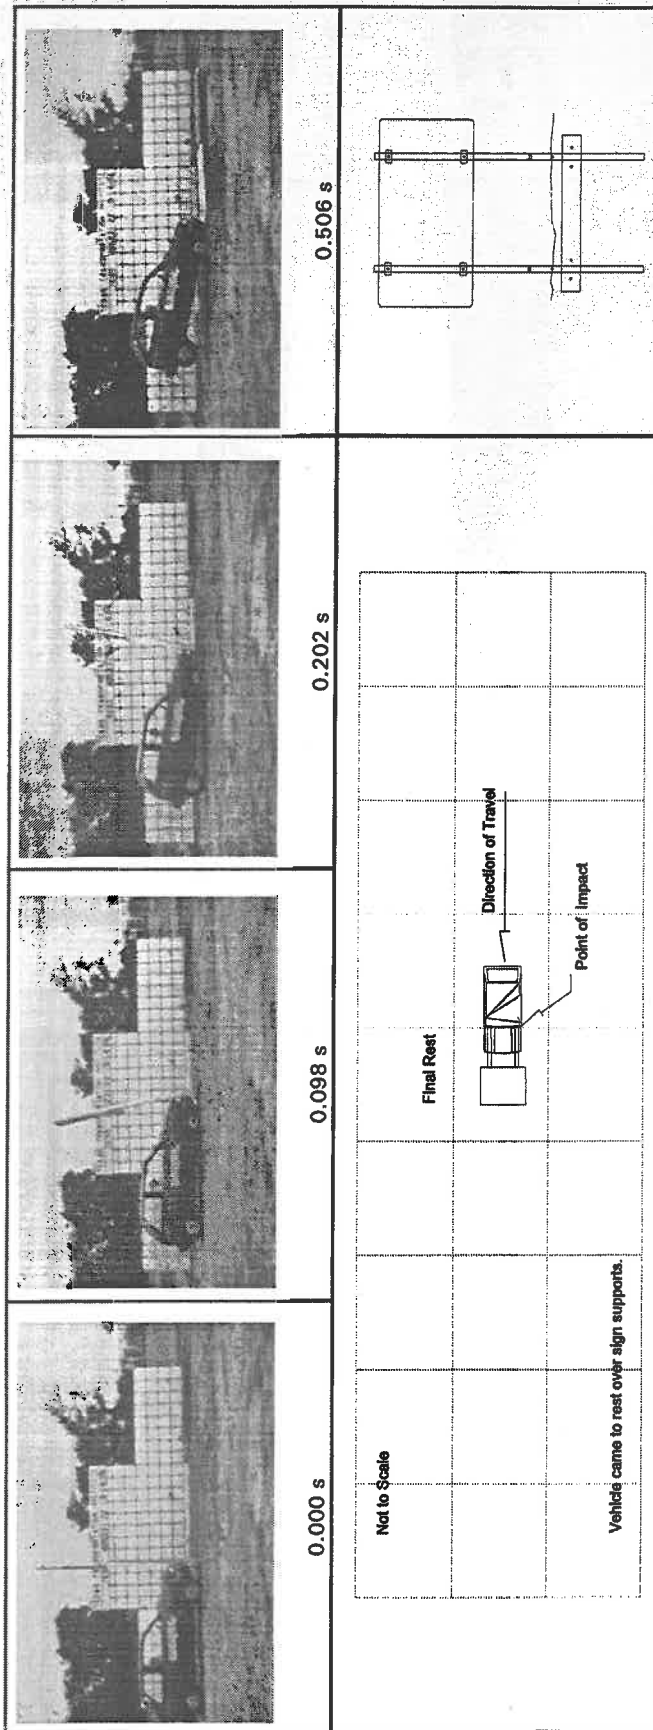 0.000 s
0.098 s
0.202 s
0.506 s
Not to Scale
Final Rest
Direction of Travel
Point of Impact
Vehicle came to rest over sign supports.